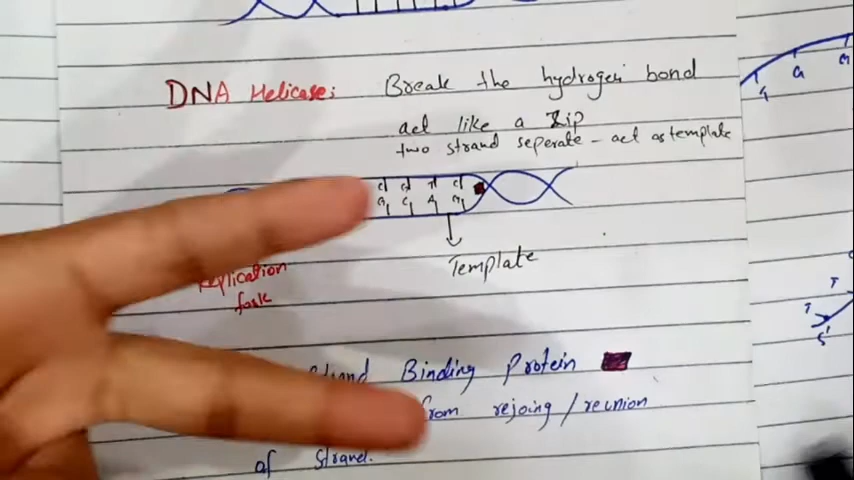 DNA Helicase: Break the hydrogen bond
act like a Zip
two strand seperate - act as template
C C T C
G C A G
Template
Replication
fork
Strand Binding Protein
from rejoing / reunion
of strand.
G G
T
T